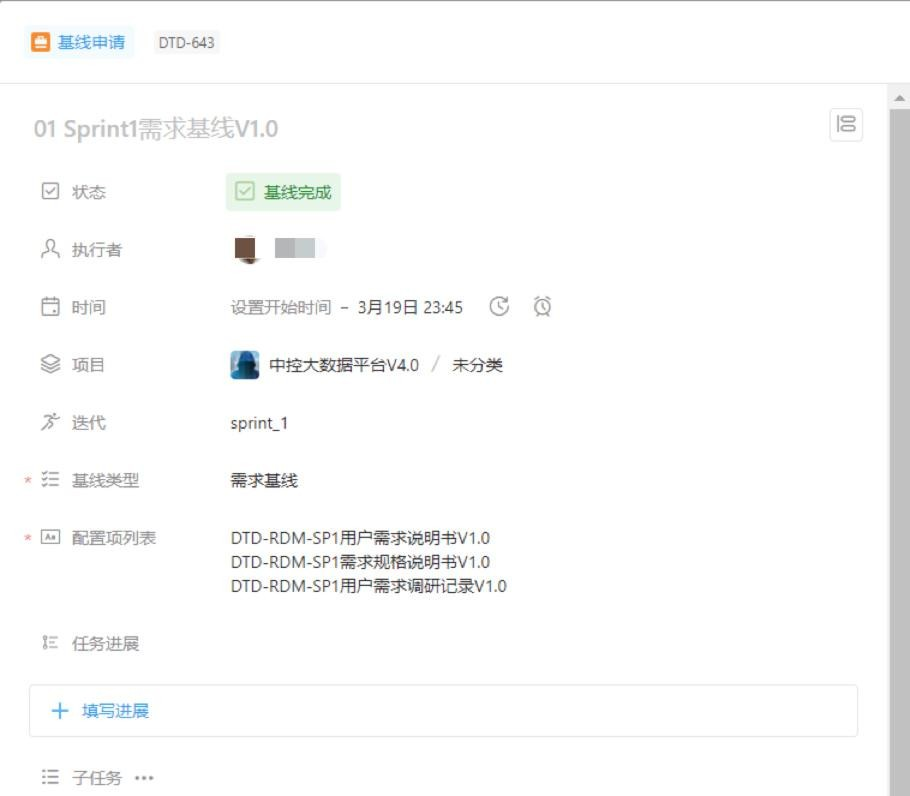 基线申请 DTD-643
01 Sprint1需求基线V1.0
状态 基线完成
执行者
时间 设置开始时间 – 3月19日 23:45
项目 中控大数据平台V4.0 / 未分类
迭代 sprint_1
* 基线类型 需求基线
* Aa 配置项列表 DTD-RDM-SP1用户需求说明书V1.0
DTD-RDM-SP1需求规格说明书V1.0
DTD-RDM-SP1用户需求调研记录V1.0
任务进展
+ 填写进展
子任务 •••